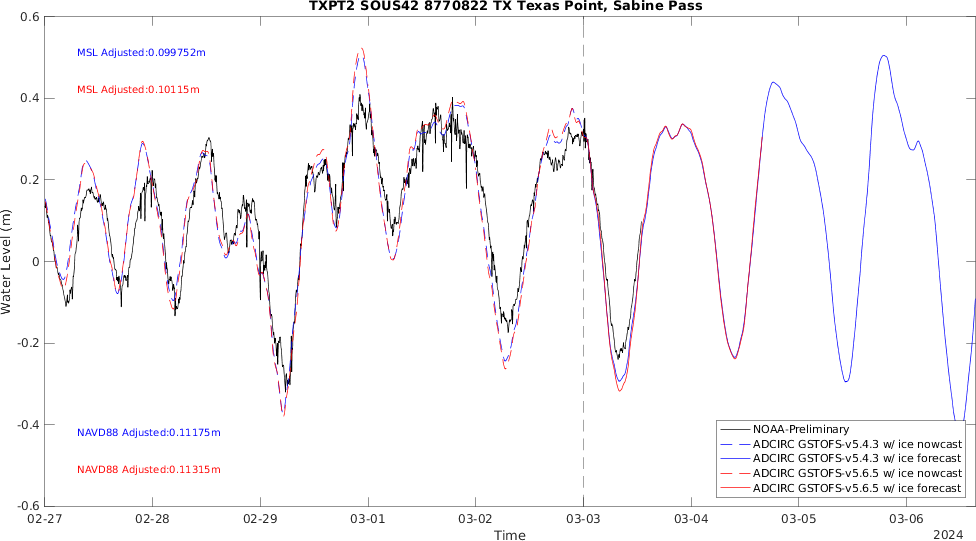 TXPT2 SOUS42 8770822 TX Texas Point, Sabine Pass
0.6
0.4
0.2
0
-0.2
-0.4
-0.6
Water Level (m)
MSL Adjusted:0.099752m
MSL Adjusted:0.10115m
NAVD88 Adjusted:0.11175m
NAVD88 Adjusted:0.11315m
NOAA-Preliminary
ADCIRC GSTOFS-v5.4.3 w/ ice nowcast
ADCIRC GSTOFS-v5.4.3 w/ ice forecast
ADCIRC GSTOFS-v5.6.5 w/ ice nowcast
ADCIRC GSTOFS-v5.6.5 w/ ice forecast
02-27 02-28 02-29 03-01 03-02 03-03 03-04 03-05 03-06
Time
2024